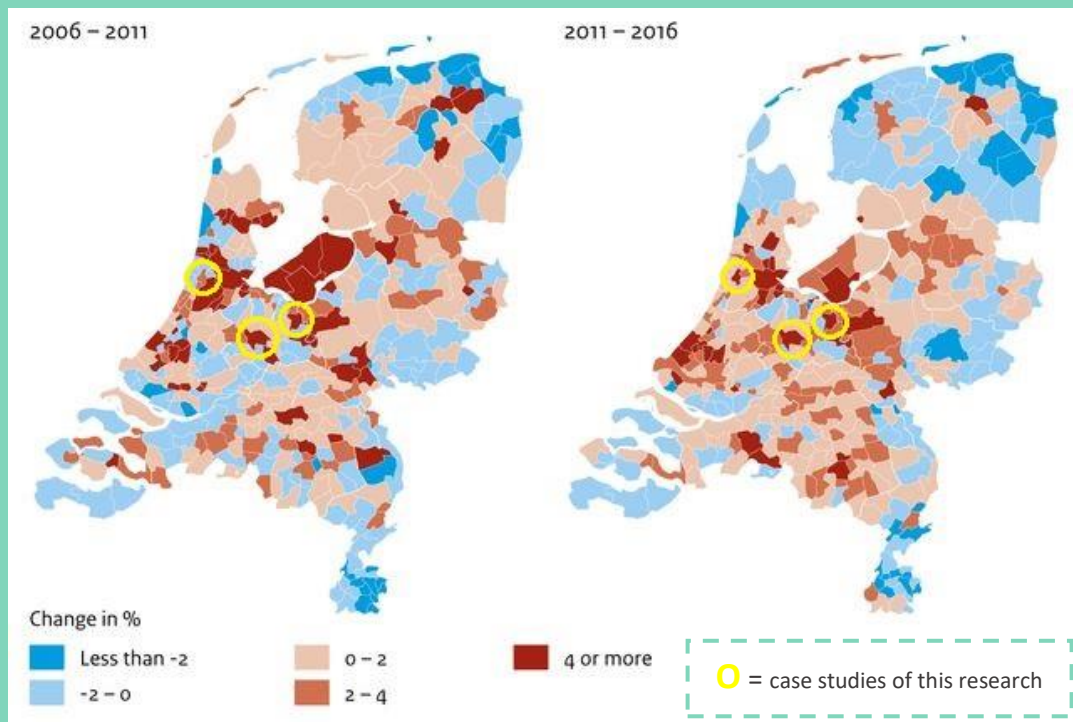 2006 – 2011
2011 – 2016
Change in %
Less than -2
-2 – 0
0 – 2
2 – 4
4 or more
O = case studies of this research